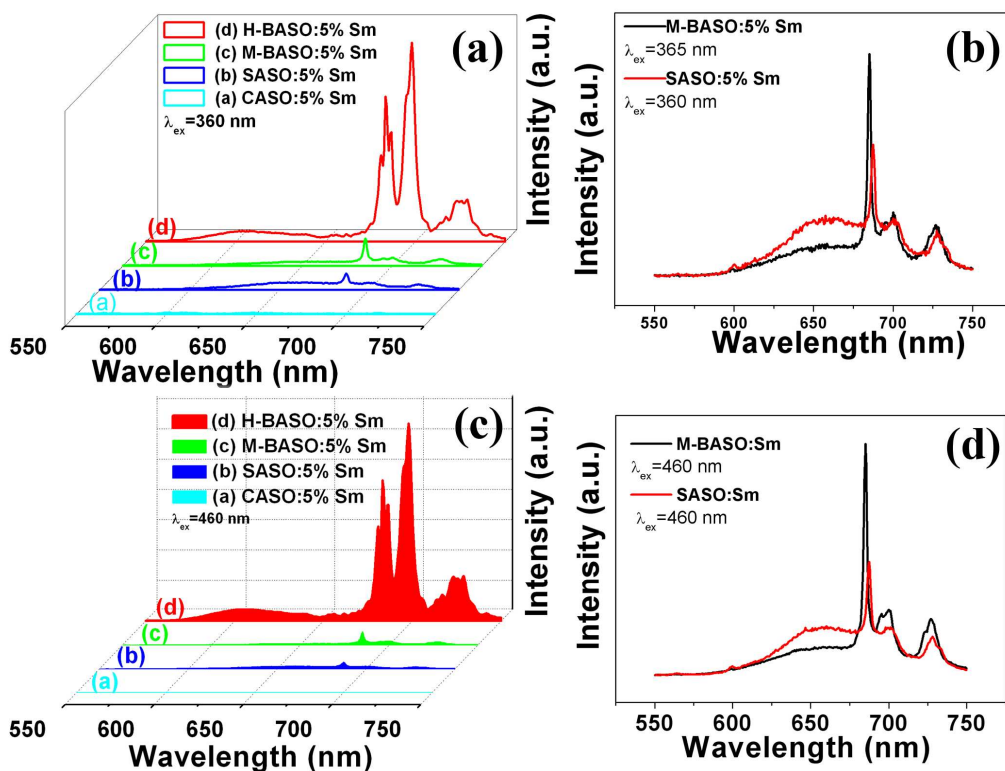 (a)
(d) H-BASO:5% Sm
(c) M-BASO:5% Sm
(b) SASO:5% Sm
(a) CASO:5% Sm
λex=360 nm
(d)
(c)
(b)
(a)
Intensity (a.u.)
550 600 650 700 750
Wavelength (nm)
(b)
M-BASO:5% Sm
λex=365 nm
SASO:5% Sm
λex=360 nm
Intensity (a.u.)
550 600 650 700 750
Wavelength (nm)
(c)
(d) H-BASO:5% Sm
(c) M-BASO:5% Sm
(b) SASO:5% Sm
(a) CASO:5% Sm
λex=460 nm
(d)
(c)
(b)
(a)
Intensity (a.u.)
550 600 650 700 750
Wavelength (nm)
(d)
M-BASO:Sm
λex=460 nm
SASO:Sm
λex=460 nm
Intensity (a.u.)
550 600 650 700 750
Wavelength (nm)